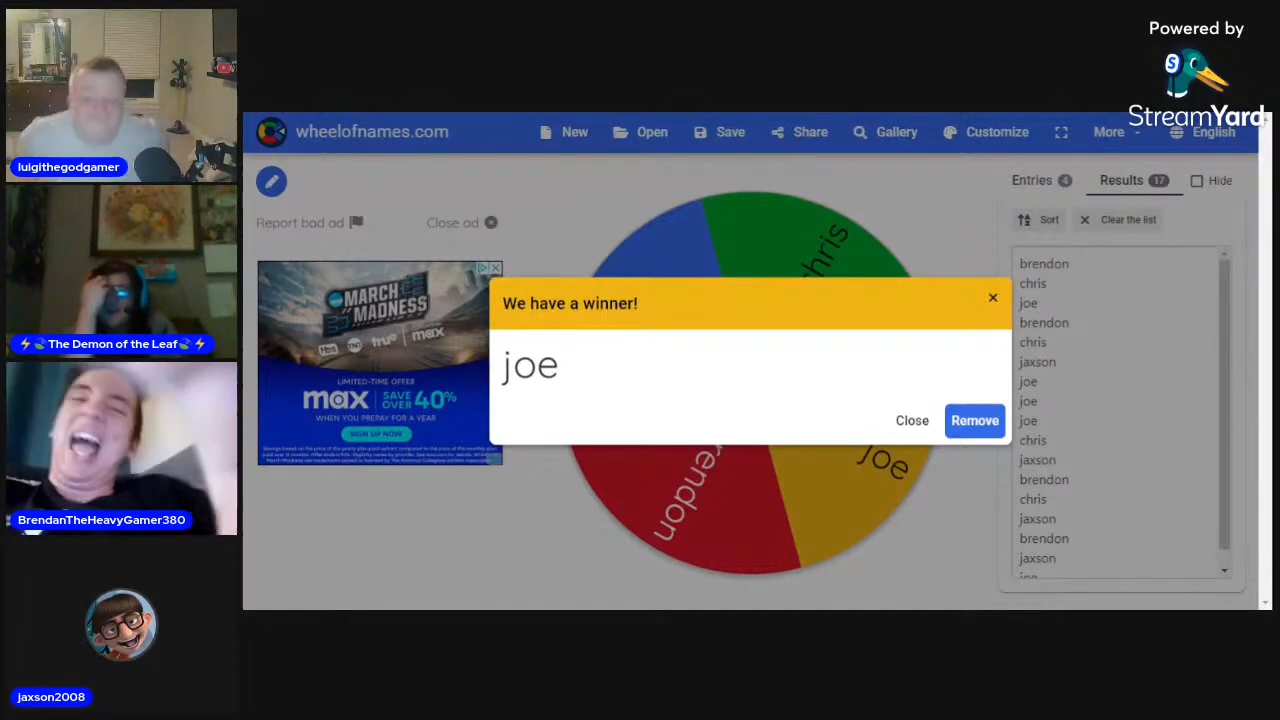 Powered by
StreamYard
luigithegodgamer
⚡🍃The Demon of the Leaf🍃⚡
BrendanTheHeavyGamer380
jaxson2008
wheelofnames.com
New
Open
Save
Share
Gallery
Customize
More
English
Report bad ad
Close ad
MARCH
MADNESS
TNT
tru
max
LIMITED-TIME OFFER
max SAVE OVER 40%
WHEN YOU PREPAY FOR A YEAR
SIGN UP NOW
chris
joe
We have a winner!
joe
Close
Remove
Entries 4
Results 17
Hide
Sort
Clear the list
brendon
chris
joe
brendon
chris
jaxson
joe
joe
joe
chris
jaxson
brendon
chris
jaxson
brendon
jaxson